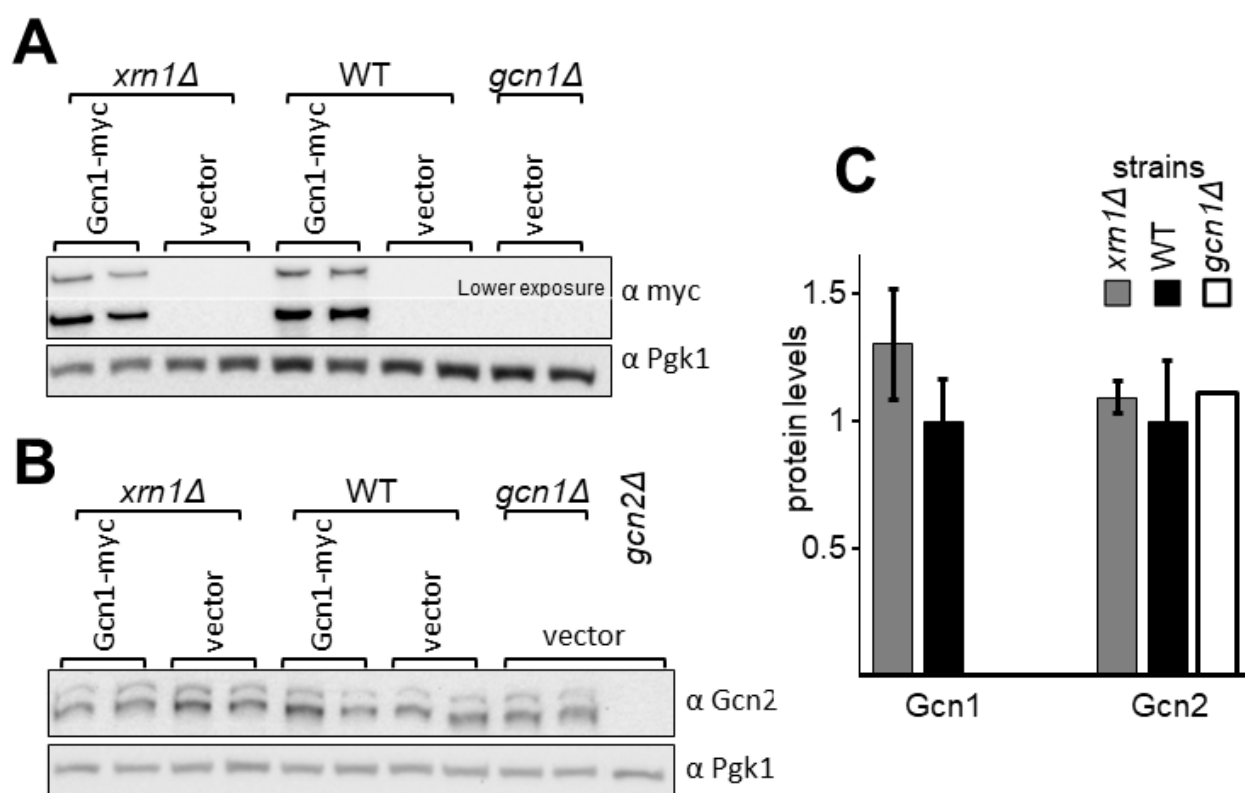 A
xrn1Δ WT gcn1Δ
Gcn1-myc vector Gcn1-myc vector vector
Lower exposure
α myc
α Pgk1
B
xrn1Δ WT gcn1Δ gcn2Δ
Gcn1-myc vector Gcn1-myc vector vector
α Gcn2
α Pgk1
C
strains
xrn1Δ WT gcn1Δ
protein levels
1.5
1
0.5
Gcn1 Gcn2